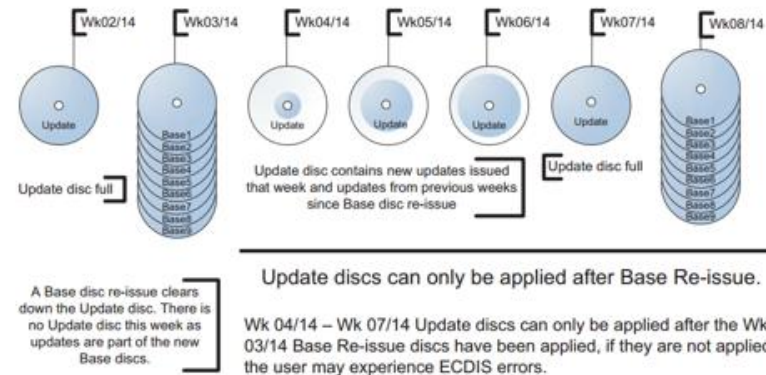 Wk02/14
Wk03/14
Wk04/14
Wk05/14
Wk06/14
Wk07/14
Wk08/14
Update
Base1
Base2
Base3
Base4
Base5
Base6
Base7
Base8
Base9
Update
Update
Update
Update
Base1
Base2
Base3
Base4
Base5
Base6
Base7
Base8
Base9
Update disc full
Update disc contains new updates issued
that week and updates from previous weeks
since Base disc re-issue
Update disc full
A Base disc re-issue clears
down the Update disc. There is
no Update disc this week as
updates are part of the new
Base discs.
Update discs can only be applied after Base Re-issue.
Wk 04/14 – Wk 07/14 Update discs can only be applied after the Wk
03/14 Base Re-issue discs have been applied, if they are not applied
the user may experience ECDIS errors.